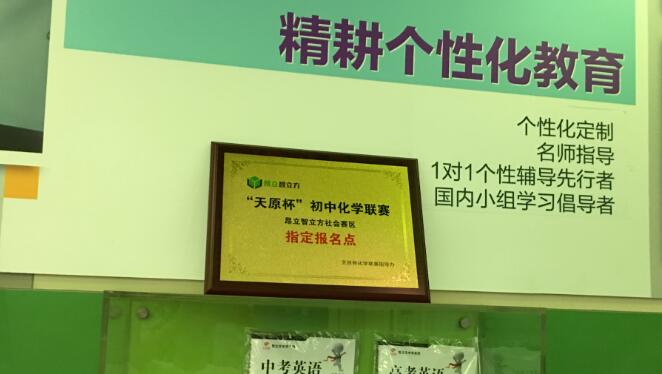 精耕个性化教育
个性化定制
名师指导
1对1个性辅导先行者
国内小组学习倡导者
昂立智立方
“天原杯”初中化学联赛
昂立智立方社会赛区
指定报名点
中考英语
高考英语